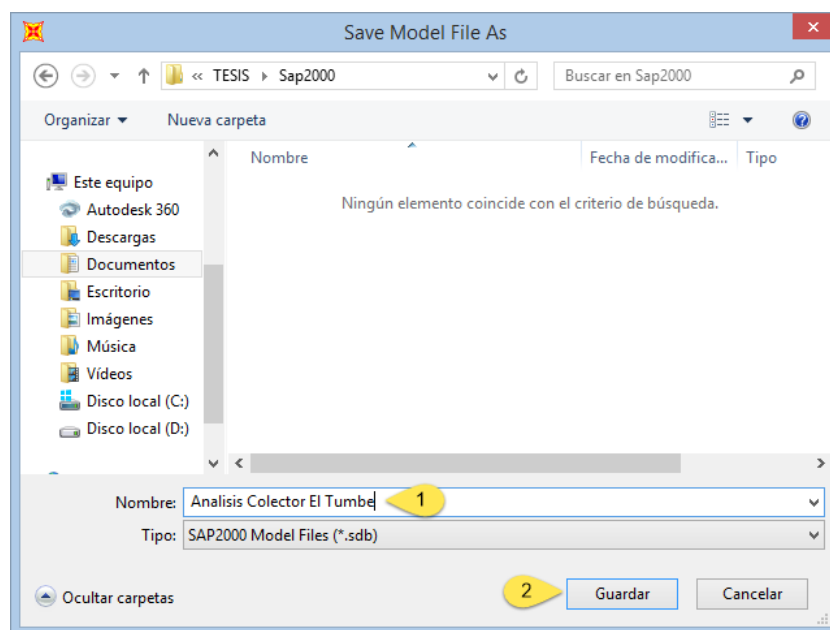 Save Model File As
« TESIS Sap2000
Buscar en Sap2000
Organizar
Nueva carpeta
Nombre
Fecha de modifica...
Tipo
Ningún elemento coincide con el criterio de búsqueda.
Este equipo
Autodesk 360
Descargas
Documentos
Escritorio
Imágenes
Música
Vídeos
Disco local (C:)
Disco local (D:)
Nombre: Analisis Colector El Tumbe 1
Tipo: SAP2000 Model Files (*.sdb)
Ocultar carpetas
2
Guardar
Cancelar